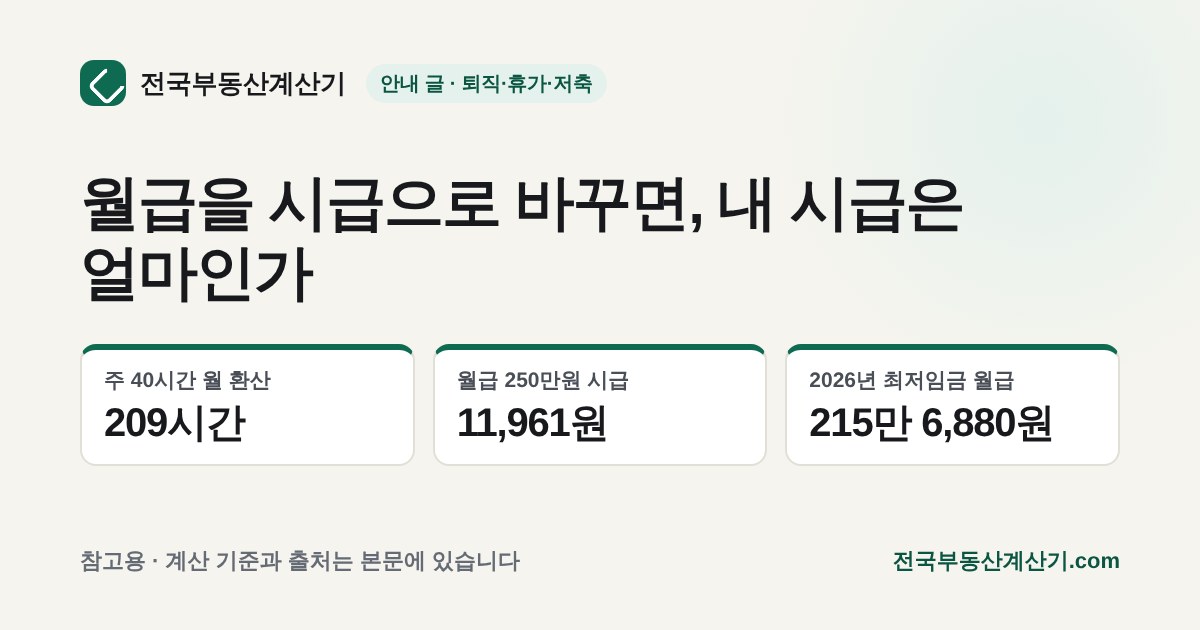 전국부동산계산기
안내 글 · 퇴직·휴가·저축
월급을 시급으로 바꾸면, 내 시급은
얼마인가
주 40시간 월 환산
209시간
월급 250만원 시급
11,961원
2026년 최저임금 월급
215만 6,880원
참고용 · 계산 기준과 출처는 본문에 있습니다
전국부동산계산기.com